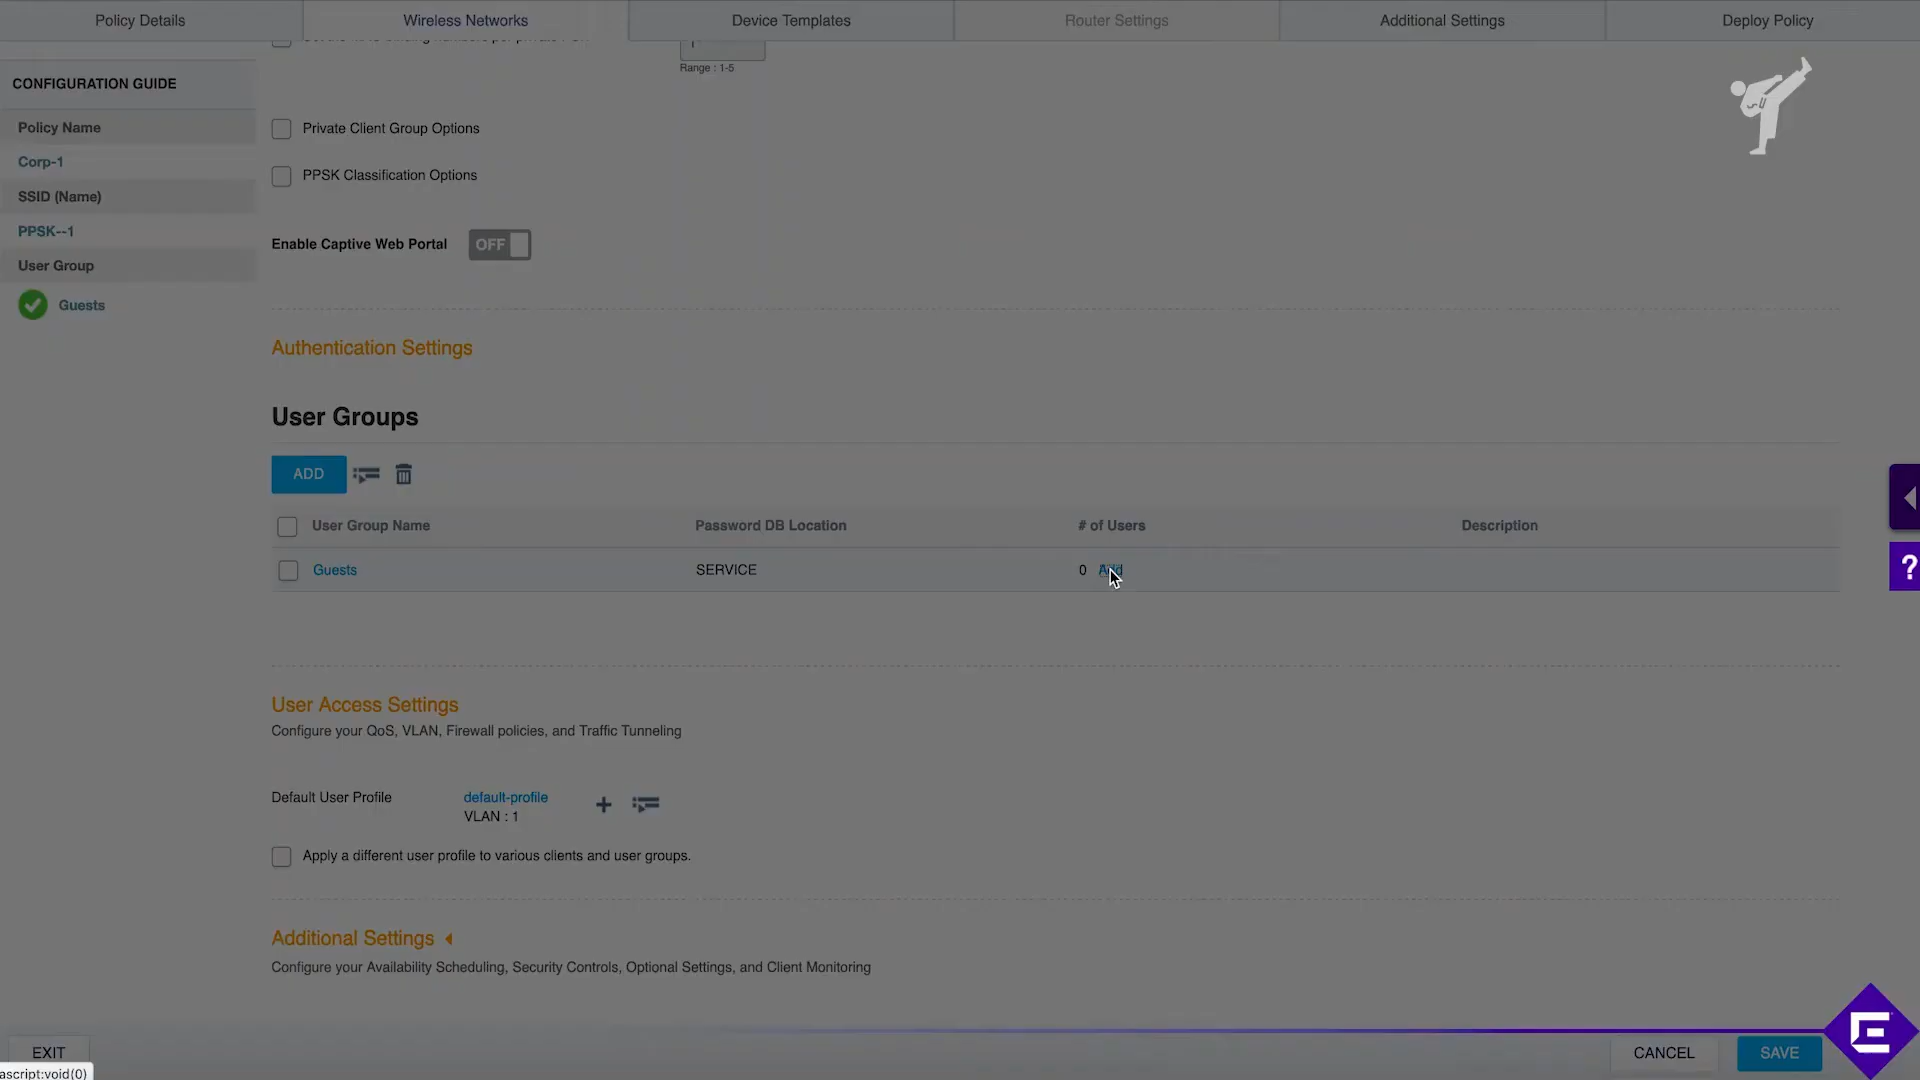 Policy Details
Wireless Networks
Device Templates
Router Settings
Additional Settings
Deploy Policy
Range : 1-5
CONFIGURATION GUIDE
Policy Name
Corp-1
SSID (Name)
PPSK--1
User Group
Guests
Private Client Group Options
PPSK Classification Options
Enable Captive Web Portal OFF
Authentication Settings
User Groups
ADD
User Group Name Password DB Location # of Users Description
Guests SERVICE 0 Add
?
User Access Settings
Configure your QoS, VLAN, Firewall policies, and Traffic Tunneling
Default User Profile default-profile
VLAN : 1
Apply a different user profile to various clients and user groups.
Additional Settings
Configure your Availability Scheduling, Security Controls, Optional Settings, and Client Monitoring
EXIT
CANCEL
SAVE
ascript:void(0)